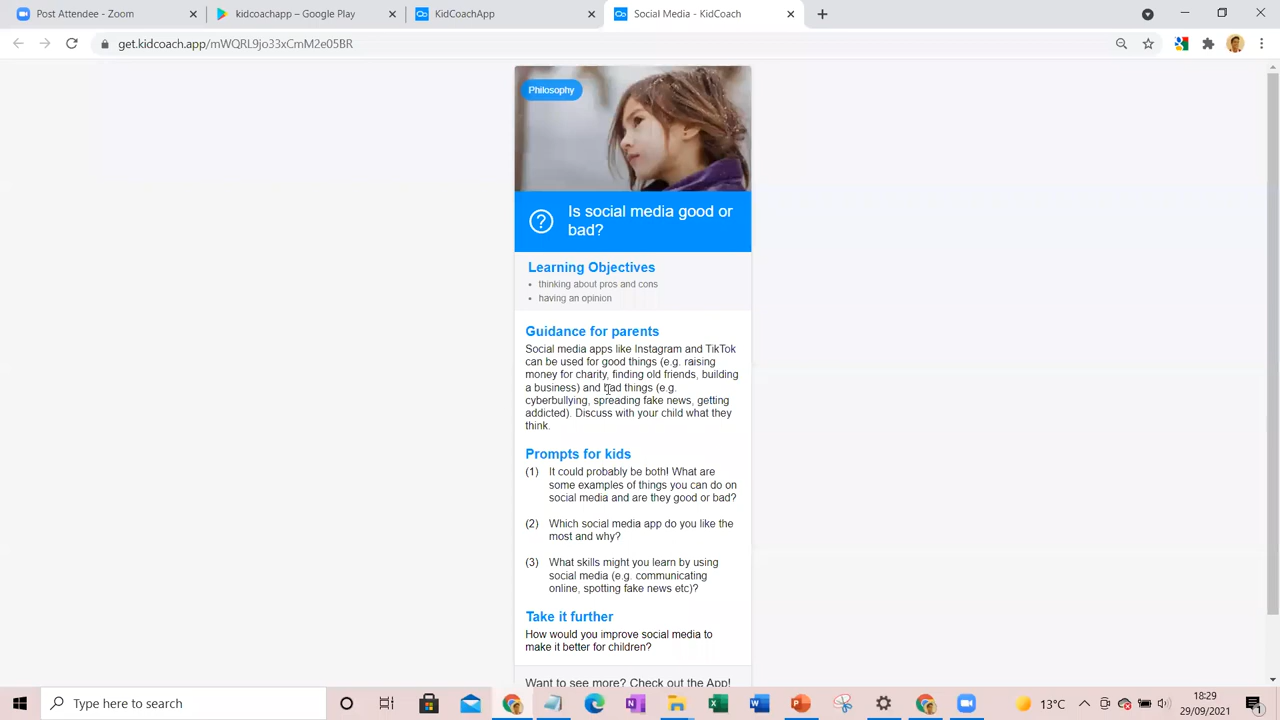 Post Attendee - Zoom
kidcoachapp – Google Play
KidCoachApp
Social Media - KidCoach
get.kidcoach.app/mWQRL9jo33xCmM2e05BR
Philosophy
Is social media good or
bad?
Learning Objectives
• thinking about pros and cons
• having an opinion
Guidance for parents
Social media apps like Instagram and TikTok
can be used for good things (e.g. raising
money for charity, finding old friends, building
a business) and bad things (e.g.
cyberbullying, spreading fake news, getting
addicted). Discuss with your child what they
think.
Prompts for kids
(1) It could probably be both! What are
some examples of things you can do on
social media and are they good or bad?
(2) Which social media app do you like the
most and why?
(3) What skills might you learn by using
social media (e.g. communicating
online, spotting fake news etc)?
Take it further
How would you improve social media to
make it better for children?
Want to see more? Check out the App!
Type here to search
13°C
18:29
29/09/2021